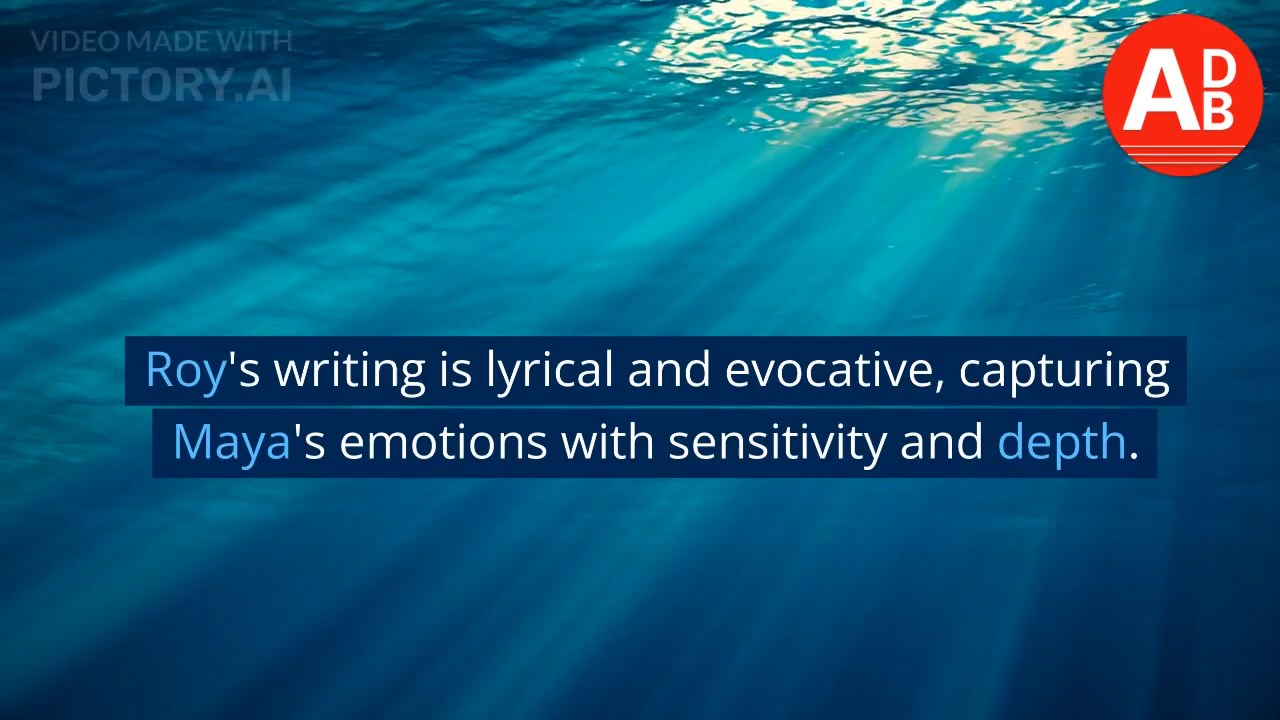 VIDEO MADE WITH
PICTORY.AI
ADB
Roy's writing is lyrical and evocative, capturing
Maya's emotions with sensitivity and depth.